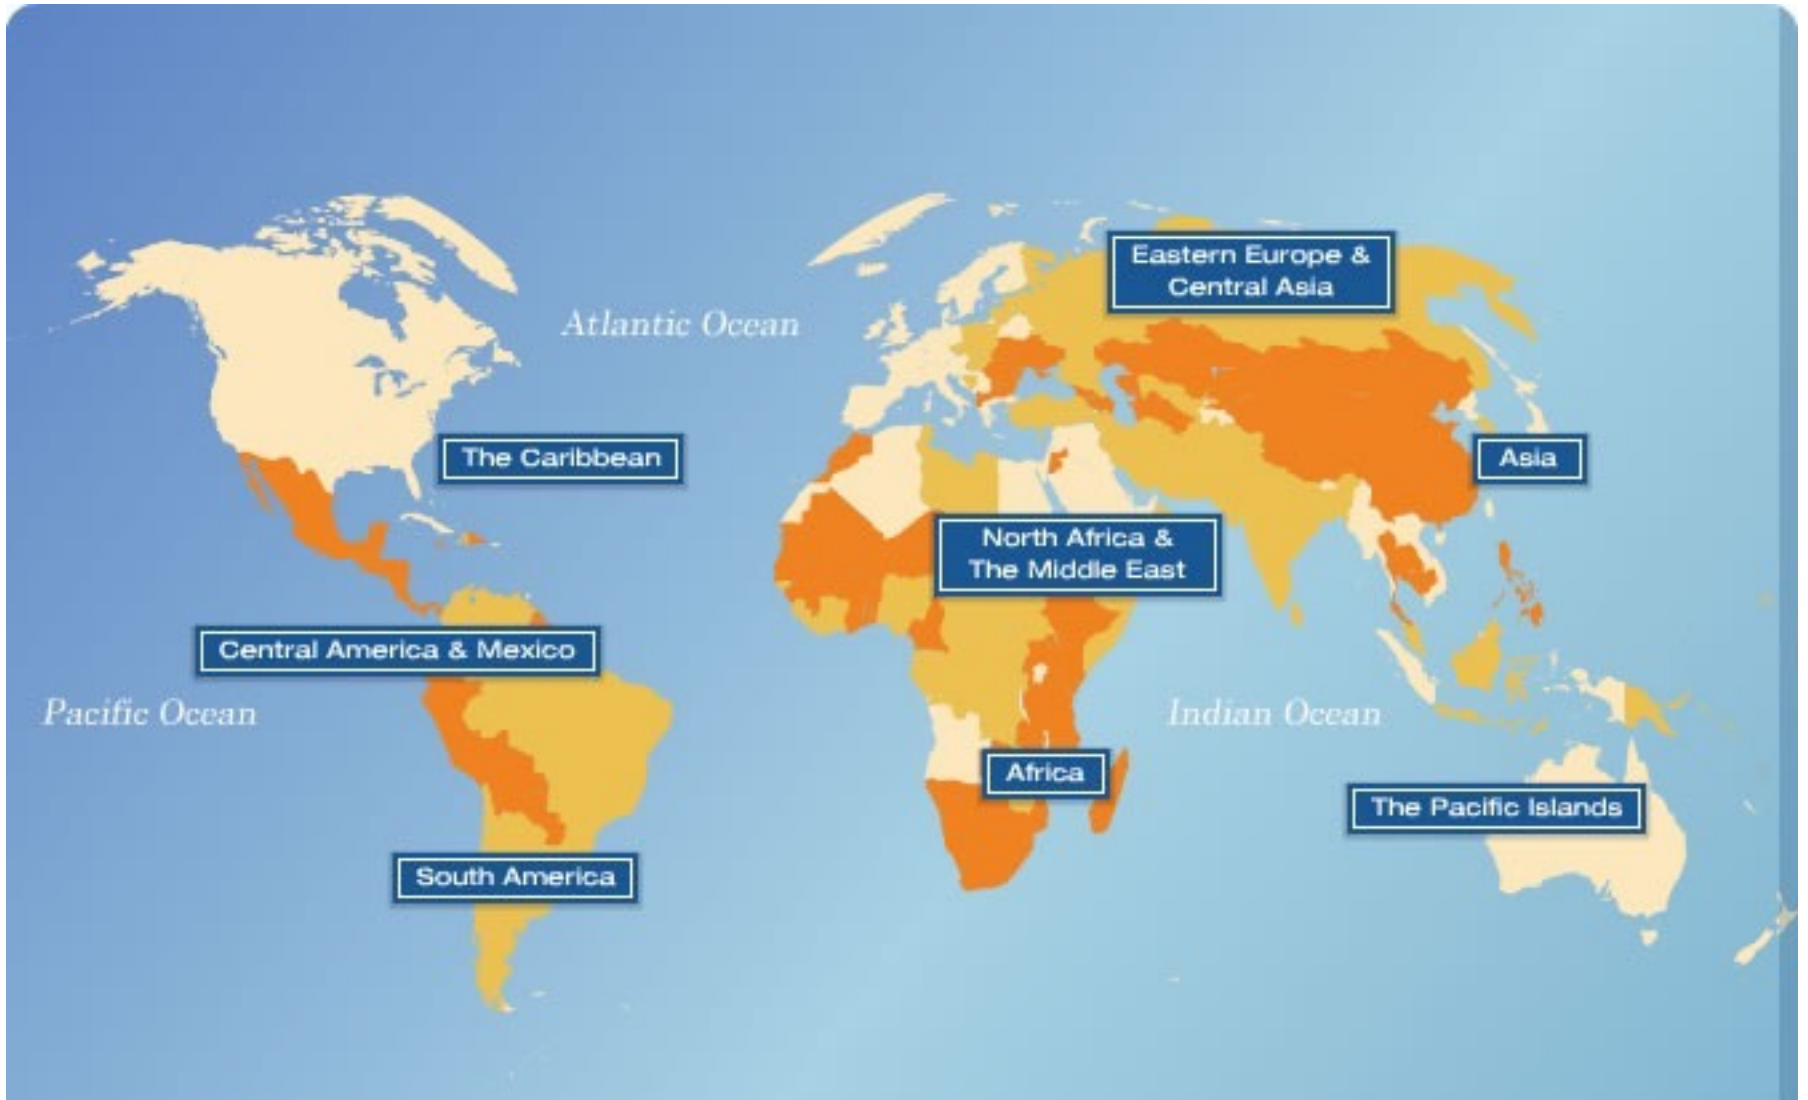 Eastern Europe &
Central Asia
Atlantic Ocean
The Caribbean
Asia
North Africa &
The Middle East
Central America & Mexico
Pacific Ocean
Indian Ocean
Africa
The Pacific Islands
South America